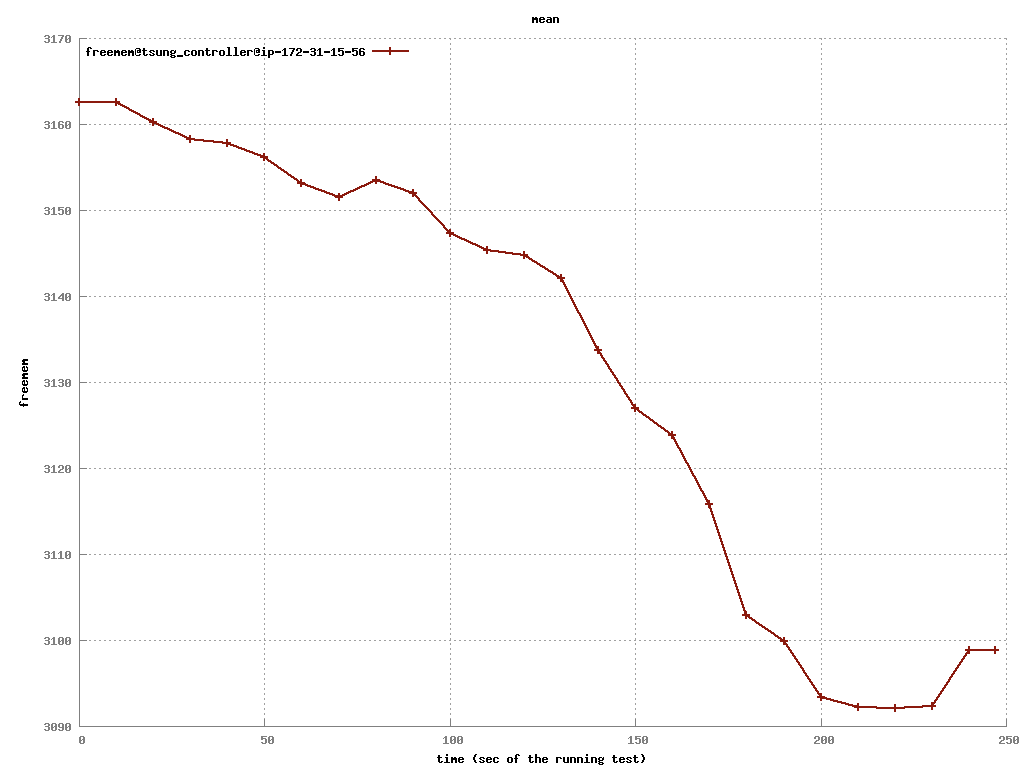 mean
3170
freemem@tsung_controller@ip-172-31-15-56
3160
3150
3140
freemem
3130
3120
3110
3100
3090
0 50 100 150 200 250
time (sec of the running test)